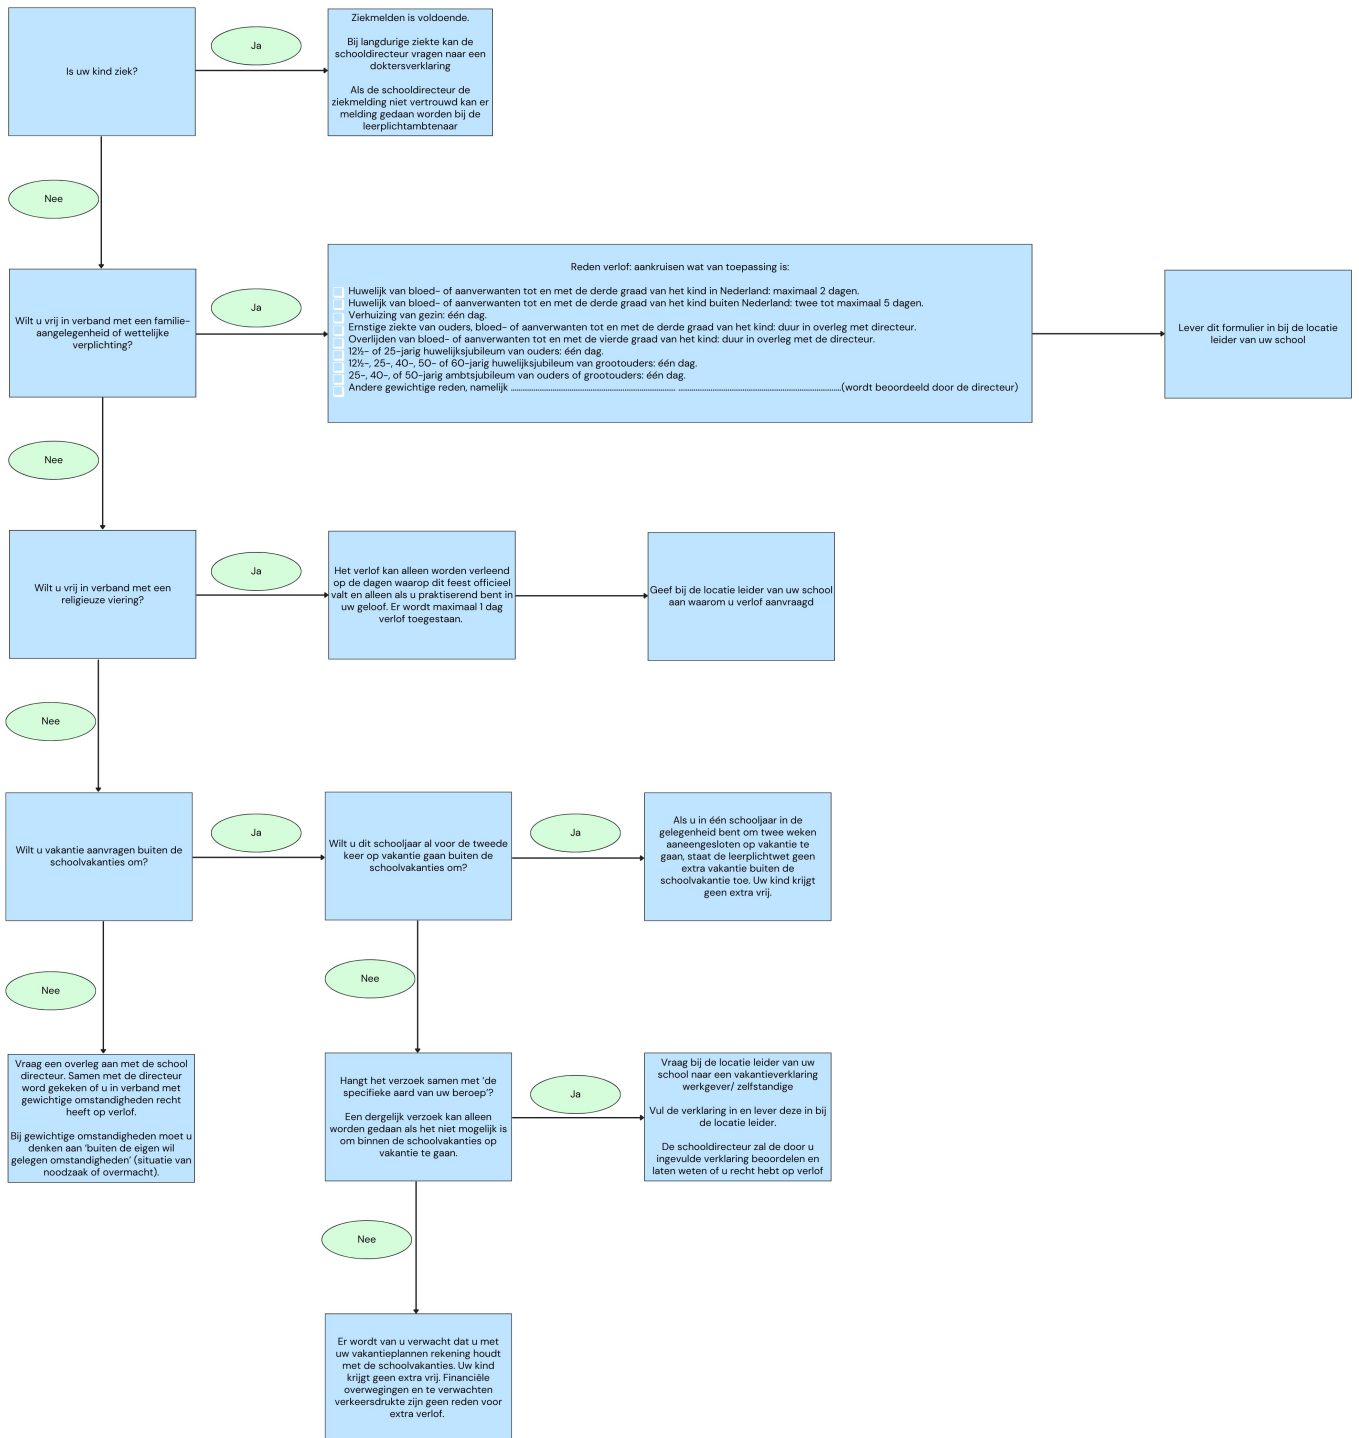 Is uw kind ziek?
Ja
Ziekmelden is voldoende.
Bij langdurige ziekte kan de
schooldirecteur vragen naar een
doktersverklaring
Als de schooldirecteur de
ziekmelding niet vertrouwd kan er
melding gedaan worden bij de
leerplichtambtenaar
Nee
Wilt u vrij in verband met een familie-
aangelegenheid of wettelijke
verplichting?
Ja
Reden verlof: aankruisen wat van toepassing is:
Huwelijk van bloed- of aanverwanten tot en met de derde graad van het kind in Nederland: maximaal 2 dagen.
Huwelijk van bloed- of aanverwanten tot en met de derde graad van het kind buiten Nederland: twee tot maximaal 5 dagen.
Verhuizing van gezin: één dag.
Ernstige ziekte van ouders, bloed- of aanverwanten tot en met de derde graad van het kind: duur in overleg met directeur.
Overlijden van bloed- of aanverwanten tot en met de vierde graad van het kind: duur in overleg met de directeur.
12½- of 25-jarig huwelijksjubileum van ouders: één dag.
12½-, 25-, 40-, 50- of 60-jarig huwelijksjubileum van grootouders: één dag.
25-, 40-, of 50-jarig ambtsjubileum van ouders of grootouders: één dag.
Andere gewichtige reden, namelijk ................................................................ ................................................................(wordt beoordeeld door de directeur)
Lever dit formulier in bij de locatie
leider van uw school
Nee
Wilt u vrij in verband met een
religieuze viering?
Ja
Het verlof kan alleen worden verleend
op de dagen waarop dit feest officieel
valt en alleen als u praktiserend bent in
uw geloof. Er wordt maximaal 1 dag
verlof toegestaan.
Geef bij de locatie leider van uw school
aan waarom u verlof aanvraagd
Nee
Wilt u vakantie aanvragen buiten de
schoolvakanties om?
Ja
Wilt u dit schooljaar al voor de tweede
keer op vakantie gaan buiten de
schoolvakanties om?
Ja
Als u in één schooljaar in de
gelegenheid bent om twee weken
aaneengesloten op vakantie te
gaan, staat de leerplichtwet geen
extra vakantie buiten de
schoolvakantie toe. Uw kind krijgt
geen extra vrij.
Nee
Nee
Vraag een overleg aan met de school
directeur. Samen met de directeur
word gekeken of u in verband met
gewichtige omstandigheden recht
heeft op verlof.
Bij gewichtige omstandigheden moet u
denken aan ‘buiten de eigen wil
gelegen omstandigheden’ (situatie van
noodzaak of overmacht).
Hangt het verzoek samen met ‘de
specifieke aard van uw beroep’?
Een dergelijk verzoek kan alleen
worden gedaan als het niet mogelijk is
om binnen de schoolvakanties op
vakantie te gaan.
Ja
Vraag bij de locatie leider van uw
school naar een vakantieverklaring
werkgever/ zelfstandige
Vul de verklaring in en lever deze in bij
de locatie leider.
De schooldirecteur zal de door u
ingevulde verklaring beoordelen en
laten weten of u recht hebt op verlof
Nee
Er wordt van u verwacht dat u met
uw vakantieplannen rekening houdt
met de schoolvakanties. Uw kind
krijgt geen extra vrij. Financiële
overwegingen en te verwachten
verkeersdrukte zijn geen reden voor
extra verlof.